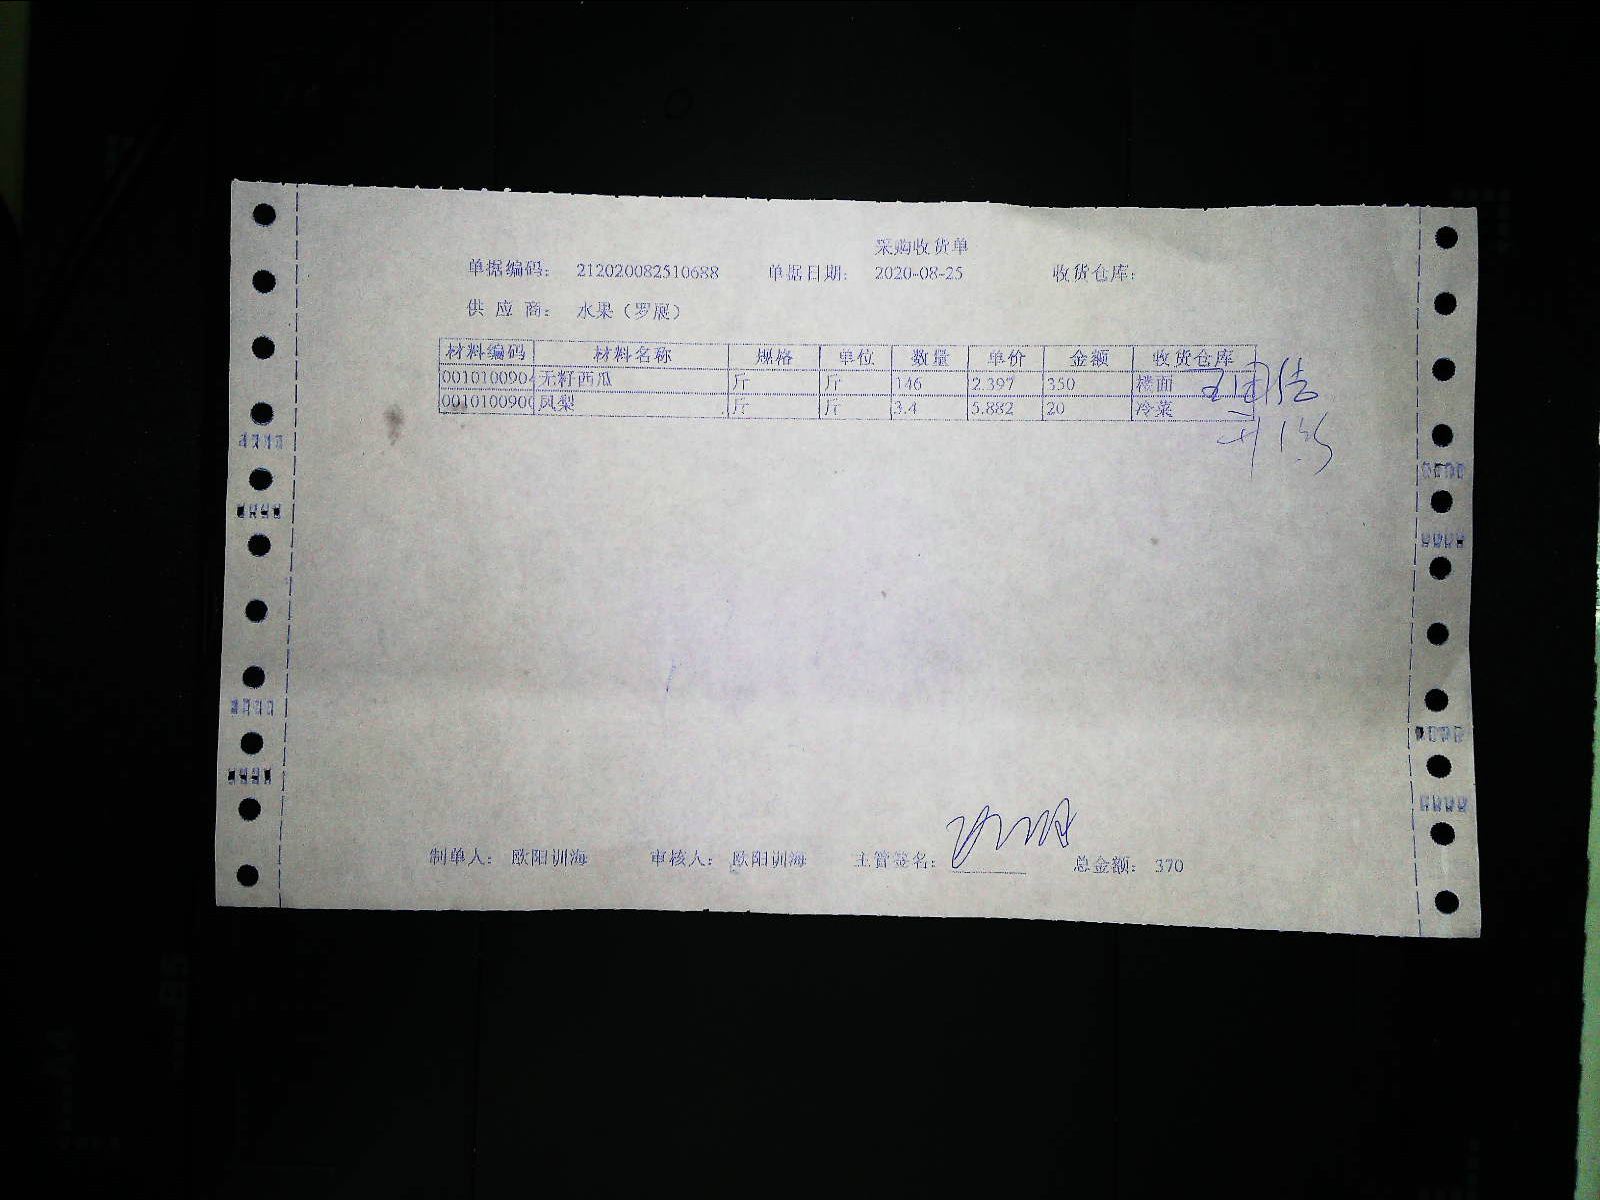 采购收货单
单据编码： 212020082510688 单据日期： 2020-08-25 收货仓库：
供 应 商： 水果（罗展）
材料编码 材料名称 规格 单位 数量 单价 金额 收货仓库
0010100904 无籽西瓜 斤 斤 146 2.397 350 楼面
001010090 凤梨 斤 斤 3.4 5.882 20 冷菜
制单人： 欧阳训海 审核人： 欧阳训海 主管签名： 总金额： 370